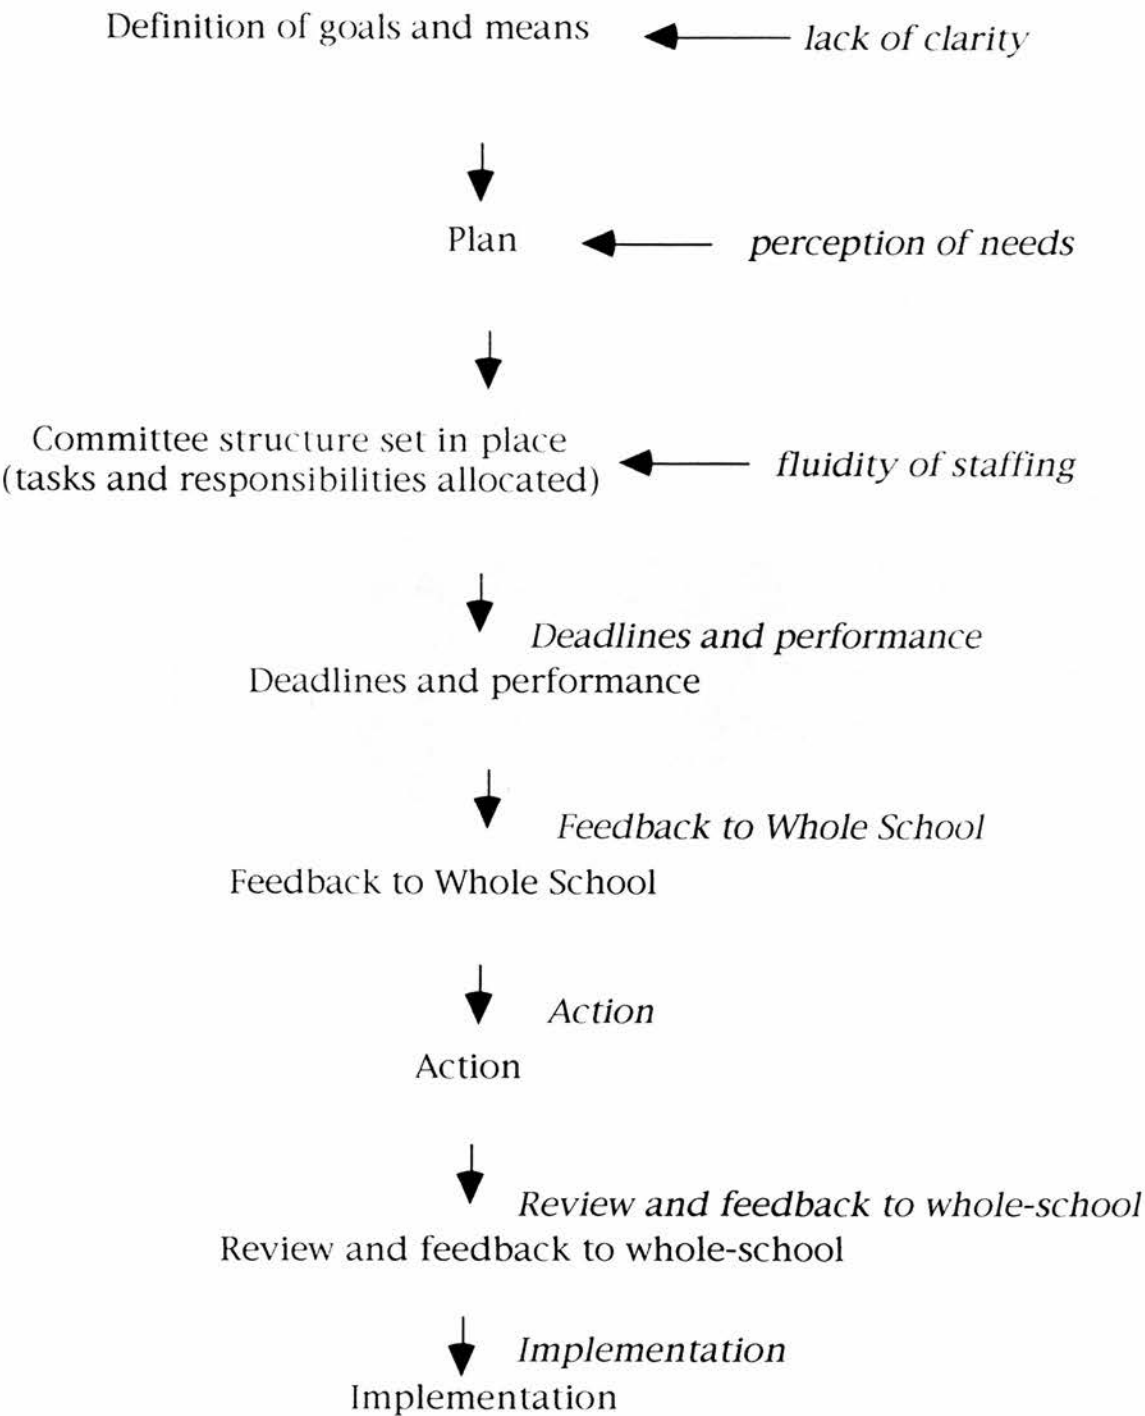 Definition of goals and means
lack of clarity
Plan
perception of needs
Committee structure set in place
(tasks and responsibilities allocated)
fluidity of staffing
Deadlines and performance
Deadlines and performance
Feedback to Whole School
Feedback to Whole School
Action
Action
Review and feedback to whole-school
Review and feedback to whole-school
Implementation
Implementation